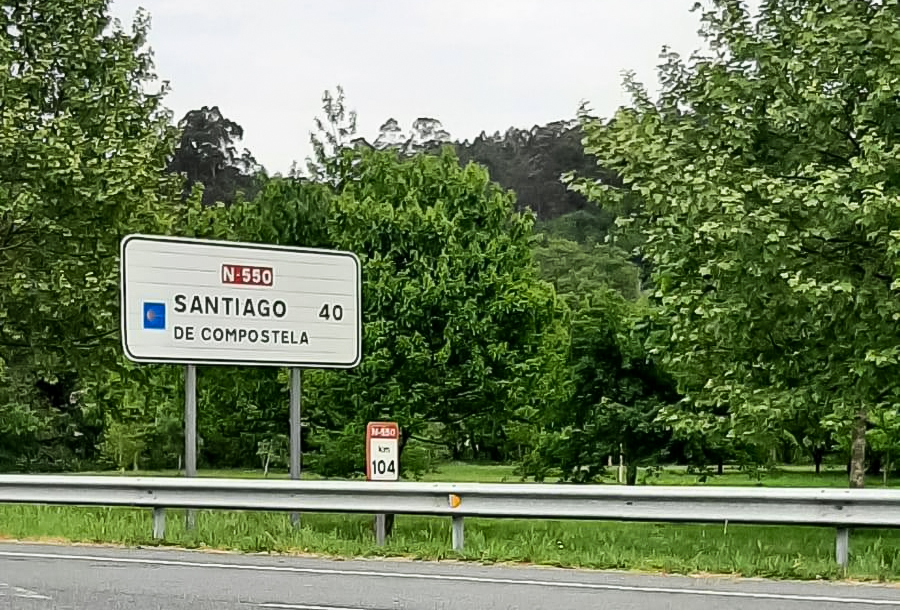 N-550
SANTIAGO 40
DE COMPOSTELA
N-550
km
104